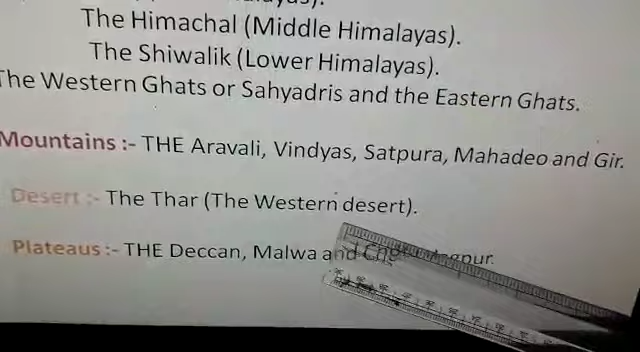 The Himachal (Middle Himalayas).
The Shiwalik (Lower Himalayas).
The Western Ghats or Sahyadris and the Eastern Ghats.
Mountains :- THE Aravali, Vindyas, Satpura, Mahadeo and Gir.
Desert :- The Thar (The Western desert).
Plateaus :- THE Deccan, Malwa and